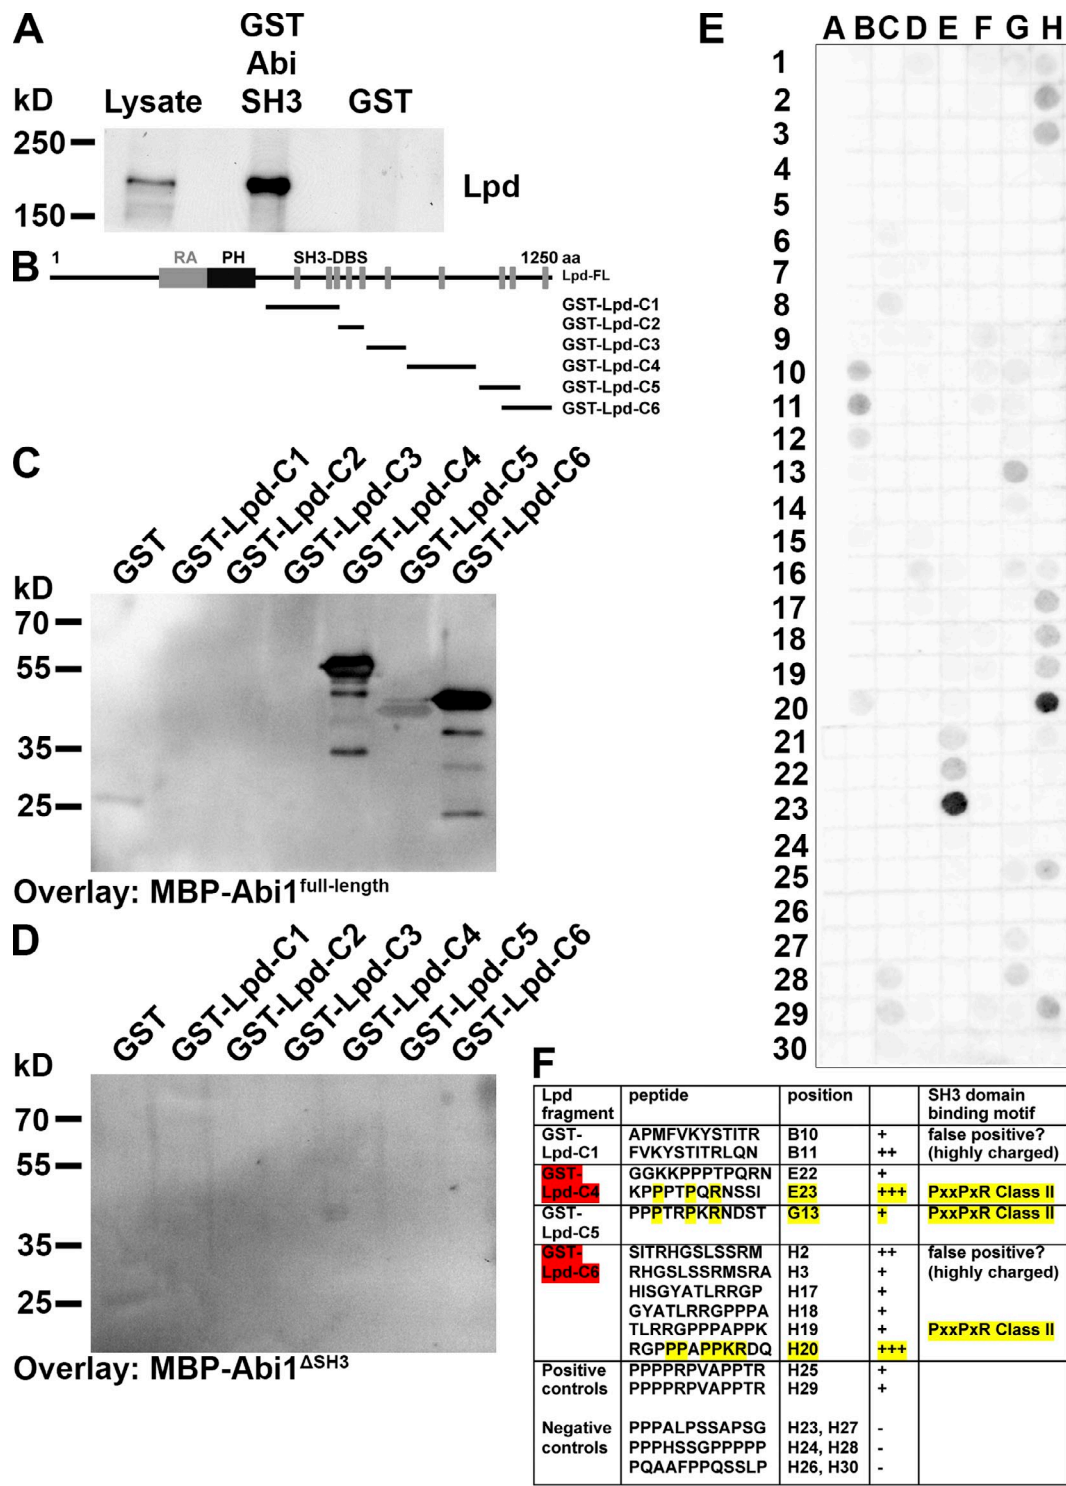 A
GST
Abi
SH3
kD
Lysate
GST
250
150
Lpd
B
1
RA
PH
SH3-DBS
1250 aa
Lpd-FL
GST-Lpd-C1
GST-Lpd-C2
GST-Lpd-C3
GST-Lpd-C4
GST-Lpd-C5
GST-Lpd-C6
C
GST
GST-Lpd-C1
GST-Lpd-C2
GST-Lpd-C3
GST-Lpd-C4
GST-Lpd-C5
GST-Lpd-C6
kD
70
55
35
25
Overlay: MBP-Abi1full-length
D
GST
GST-Lpd-C1
GST-Lpd-C2
GST-Lpd-C3
GST-Lpd-C4
GST-Lpd-C5
GST-Lpd-C6
kD
70
55
35
25
Overlay: MBP-Abi1ΔSH3
E
A B C D E F G H
1
2
3
4
5
6
7
8
9
10
11
12
13
14
15
16
17
18
19
20
21
22
23
24
25
26
27
28
29
30
F
Lpd peptide position SH3 domain
fragment binding motif
GST- APMFVKYSTITR B10 + false positive?
Lpd-C1 FVKYSTITRLQN B11 ++ (highly charged)
GST- GGKKPPPTPQRN E22 +
Lpd-C4 KPPPTPQRNSSI E23 +++ PxxPxR Class II
GST- PPPTRPKRNDST G13 + PxxPxR Class II
Lpd-C5
GST- SITRHGSLSSRM H2 ++ false positive?
Lpd-C6 RHGSLSSRMSRA H3 + (highly charged)
HISGYATLRRGP H17 +
GYATLRRGPPPA H18 +
TLRRGPPPAPPK H19 + PxxPxR Class II
RGPPPAPPKRDQ H20 +++
Positive PPPPRPVAPPTR H25 +
controls PPPPRPVAPPTR H29 +
Negative PPPALPSSAPSG H23, H27 -
controls PPPHSSGPPPPP H24, H28 -
PQAAFPPQSSLP H26, H30 -